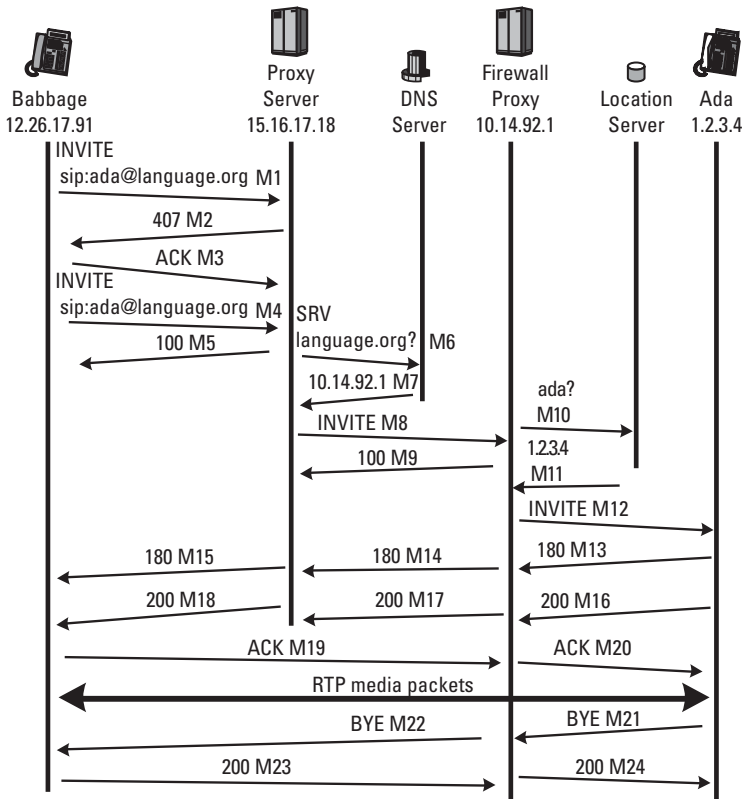 Babbage
12.26.17.91
Proxy
Server
15.16.17.18
DNS
Server
Firewall
Proxy
10.14.92.1
Location
Server
Ada
1.2.3.4
INVITE
sip:ada@language.org M1
407 M2
ACK M3
INVITE
sip:ada@language.org M4
100 M5
SRV
language.org? M6
10.14.92.1 M7
INVITE M8
100 M9
ada?
M10
1.2.3.4
M11
INVITE M12
180 M13
180 M14
180 M15
200 M16
200 M17
200 M18
ACK M19
ACK M20
RTP media packets
BYE M21
BYE M22
200 M23
200 M24